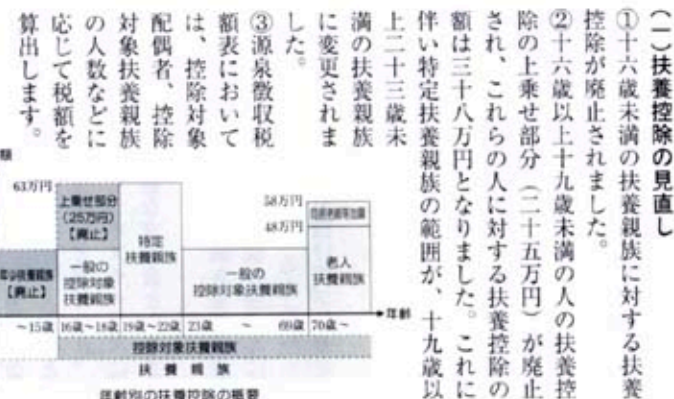 (一)扶養控除の見直し
①十六歳未満の扶養親族に対する扶養
控除が廃止されました。
②十六歳以上十九歳未満の人の扶養控
除の上乗せ部分（二十五万円）が廃止
され、これらの人に対する扶養控除の
額は三十八万円となりました。これに
伴い特定扶養親族の範囲が、十九歳以
上二十三歳未
満の扶養親族
に変更されま
した。
③源泉徴収税
額表において
は、控除対象
配偶者、控除
対象扶養親族
の人数などに
応じて税額を
算出します。
額
63万円
上乗せ部分
(25万円)
【廃止】
特定
扶養親族
58万円
48万円
同居老親等加算
年少扶養親族
【廃止】
一般の
控除対象
扶養親族
一般の
控除対象扶養親族
老人
扶養親族
年齢
～15歳 16歳～18歳 19歳～22歳 23歳 ～ 69歳 70歳～
控除対象扶養親族
扶養親族
年齢別の扶養控除の概要